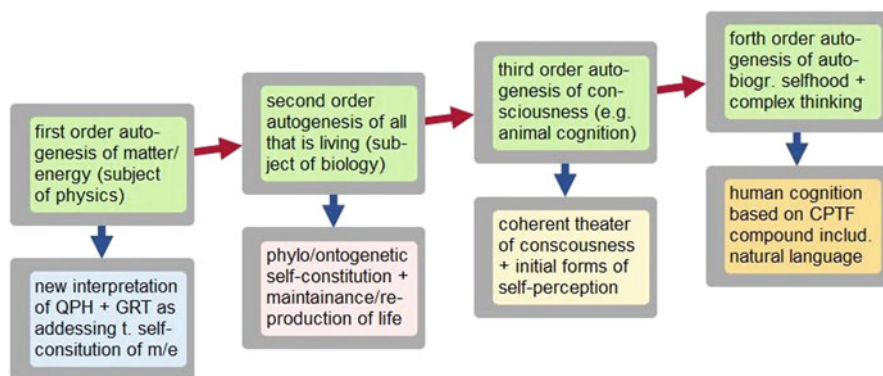 first order auto-
genesis of matter/
energy (subject
of physics)
second order
autogenesis of all
that is living (sub-
ject of biology)
third order auto-
genesis of con-
sciousness (e.g.
animal cognition)
forth order auto-
genesis of auto-
biogr. selfhood +
complex thinking
new interpretation
of QPH + GRT as
addressing t. self-
consitution of m/e
phylo/ontogenetic
self-constitution +
maintainance/re-
production of life
coherent theater
of conscousness
+ initial forms of
self-perception
human cognition
based on CPTF
compound includ.
natural language